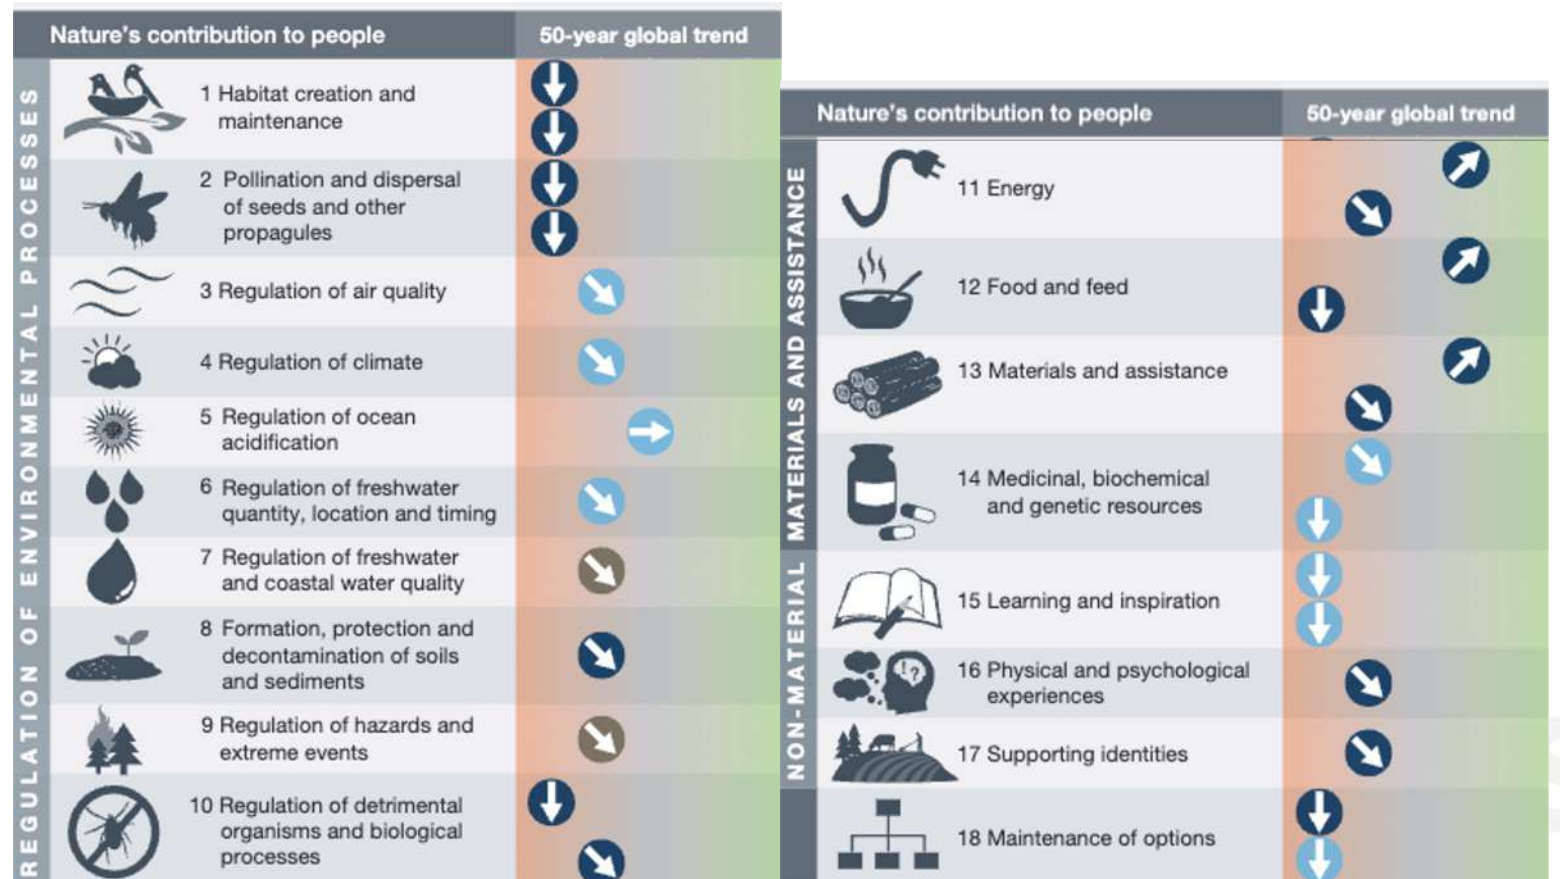 Nature's contribution to people
50-year global trend
REGULATION OF ENVIRONMENTAL PROCESSES
1 Habitat creation and
maintenance
2 Pollination and dispersal
of seeds and other
propagules
3 Regulation of air quality
4 Regulation of climate
5 Regulation of ocean
acidification
6 Regulation of freshwater
quantity, location and timing
7 Regulation of freshwater
and coastal water quality
8 Formation, protection and
decontamination of soils
and sediments
9 Regulation of hazards and
extreme events
10 Regulation of detrimental
organisms and biological
processes
Nature's contribution to people
50-year global trend
MATERIALS AND ASSISTANCE
11 Energy
12 Food and feed
13 Materials and assistance
14 Medicinal, biochemical
and genetic resources
NON-MATERIAL
15 Learning and inspiration
16 Physical and psychological
experiences
!?
17 Supporting identities
18 Maintenance of options